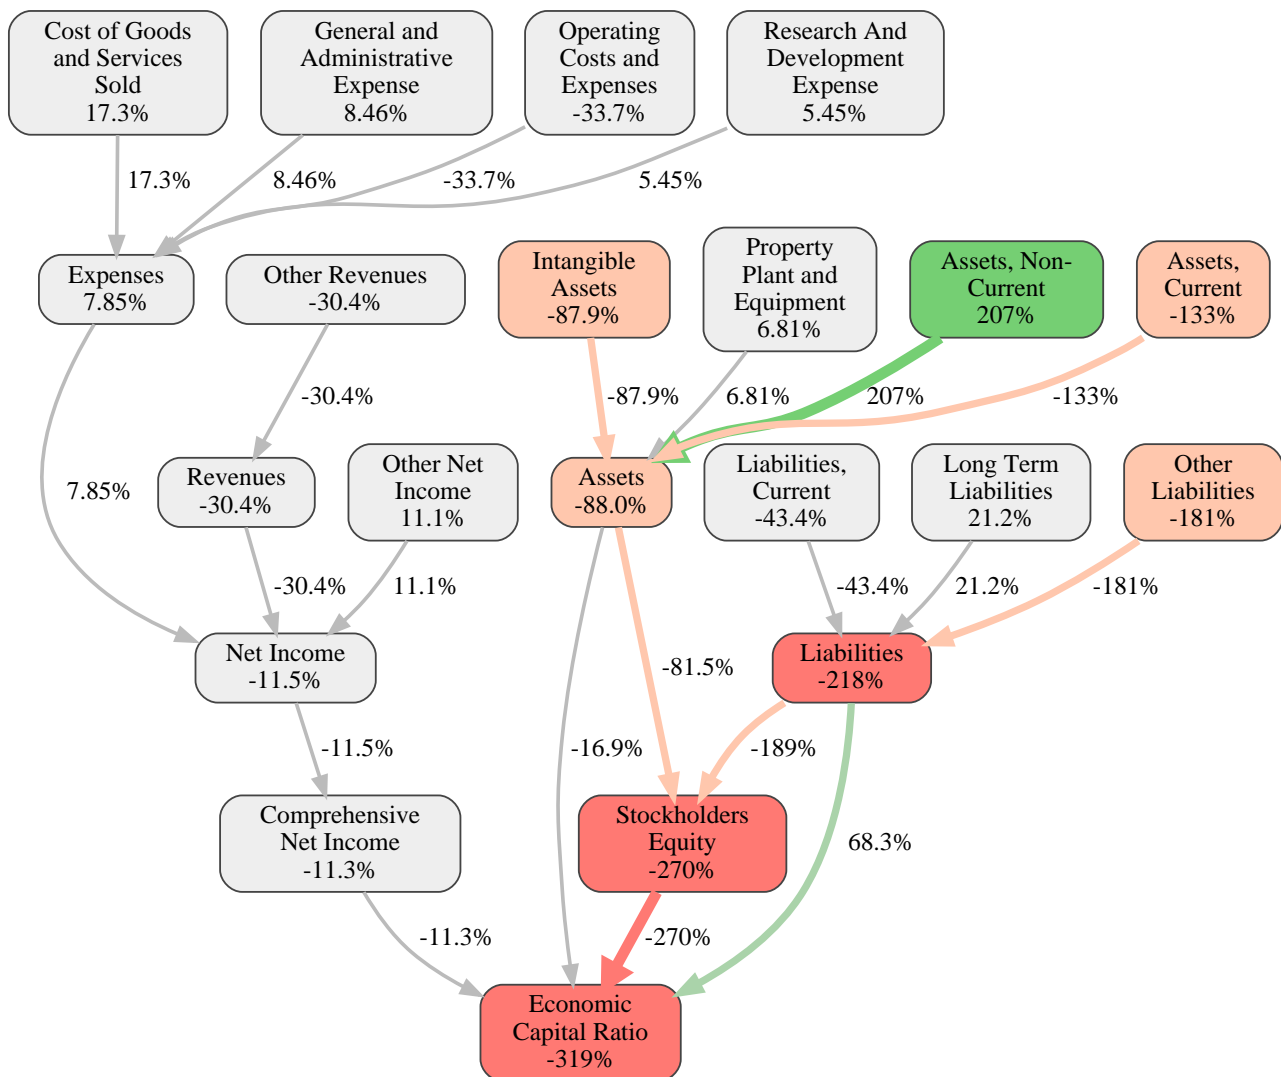 Cost of Goods
and Services
Sold
17.3%
General and
Administrative
Expense
8.46%
Operating
Costs and
Expenses
-33.7%
Research And
Development
Expense
5.45%
17.3%
8.46%
-33.7%
5.45%
Expenses
7.85%
Other Revenues
-30.4%
Intangible
Assets
-87.9%
Property
Plant and
Equipment
6.81%
Assets, Non-
Current
207%
Assets,
Current
-133%
-30.4%
-87.9%
6.81%
207%
-133%
7.85%
Revenues
-30.4%
Other Net
Income
11.1%
Assets
-88.0%
Liabilities,
Current
-43.4%
Long Term
Liabilities
21.2%
Other
Liabilities
-181%
-30.4%
11.1%
-43.4%
21.2%
-181%
Net Income
-11.5%
-81.5%
Liabilities
-218%
-11.5%
-16.9%
-189%
Comprehensive
Net Income
-11.3%
Stockholders
Equity
-270%
68.3%
-11.3%
-270%
Economic
Capital Ratio
-319%